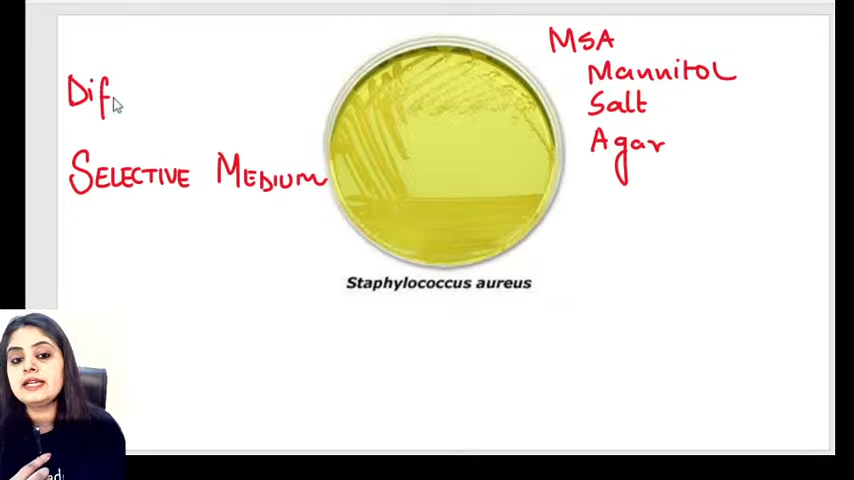 MSA
Mannitol
Salt
Agar
Dif
SELECTIVE MEDIUM
Staphylococcus aureus